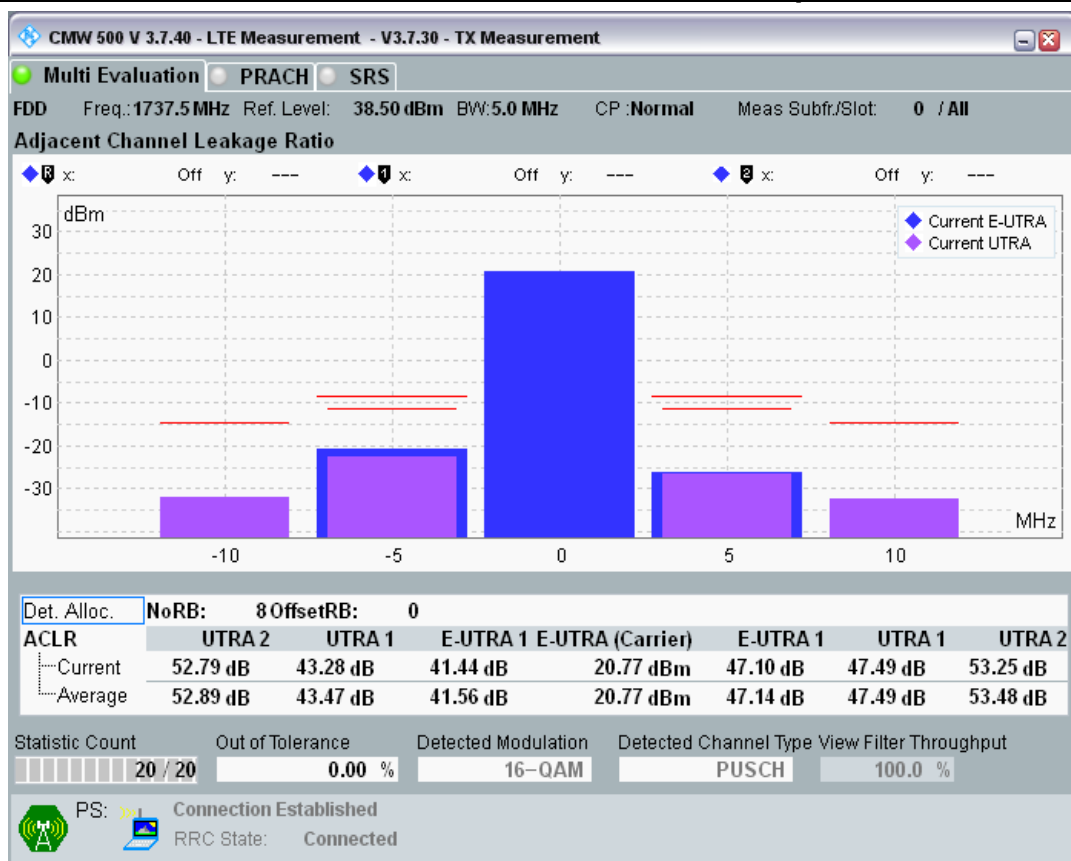 CMW 500 V 3.7.40 - LTE Measurement - V3.7.30 - TX Measurement
Multi Evaluation PRACH SRS
FDD Freq.: 1737.5 MHz Ref. Level: 38.50 dBm BW: 5.0 MHz CP : Normal Meas Subfr./Slot: 0 / All
Adjacent Channel Leakage Ratio
R x: Off y: --- 1 x: Off y: --- 2 x: Off y: ---
dBm
Current E-UTRA
Current UTRA
30
20
10
0
-10
-20
-30
MHz
-10 -5 0 5 10
Det. Alloc. NoRB: 8 OffsetRB: 0
ACLR UTRA 2 UTRA 1 E-UTRA 1 E-UTRA (Carrier) E-UTRA 1 UTRA 1 UTRA 2
Current 52.79 dB 43.28 dB 41.44 dB 20.77 dBm 47.10 dB 47.49 dB 53.25 dB
Average 52.89 dB 43.47 dB 41.56 dB 20.77 dBm 47.14 dB 47.49 dB 53.48 dB
Statistic Count Out of Tolerance Detected Modulation Detected Channel Type View Filter Throughput
20 / 20 0.00 % 16-QAM PUSCH 100.0 %
PS: Connection Established
RRC State: Connected